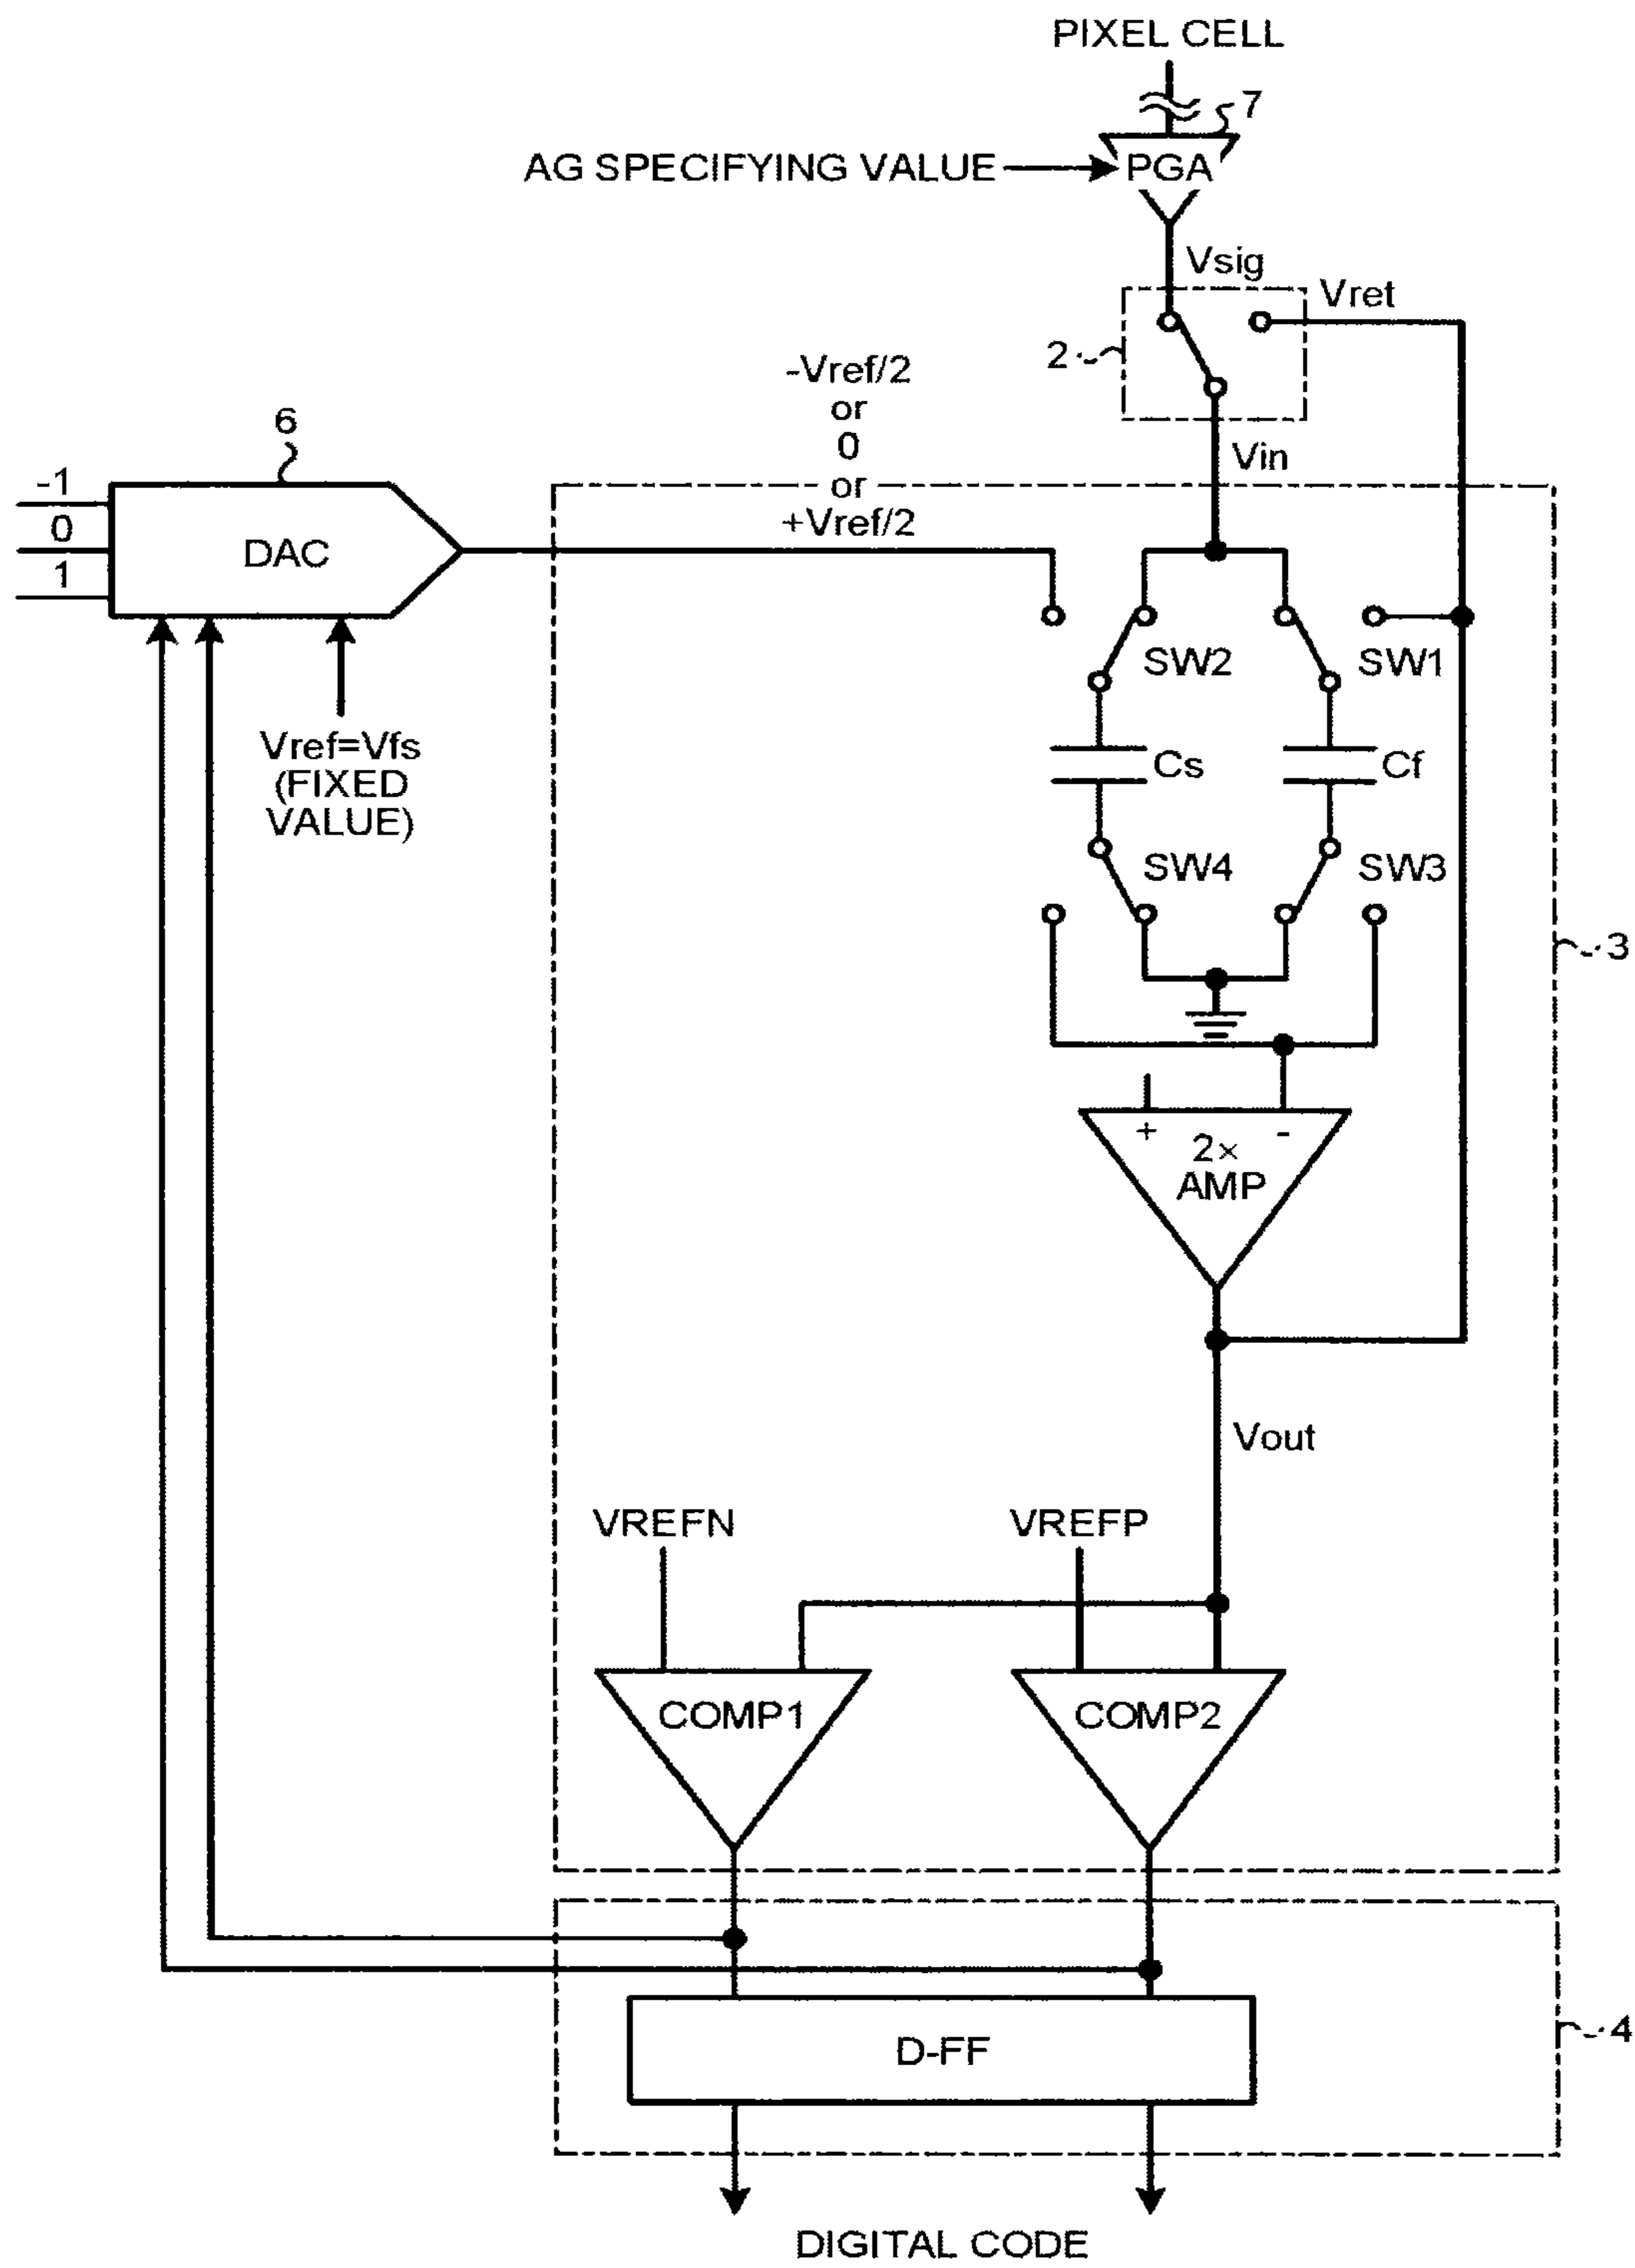 PIXEL CELL
7
AG SPECIFYING VALUE
PGA
Vsig
Vret
2
-Vref/2
or
0
or
+Vref/2
Vin
6
-1
0
1
DAC
Vref=Vfs
(FIXED
VALUE)
SW2
SW1
Cs
Cf
SW4
SW3
3
+
-
2×
AMP
Vout
VREFN
VREFP
COMP1
COMP2
D-FF
4
DIGITAL CODE